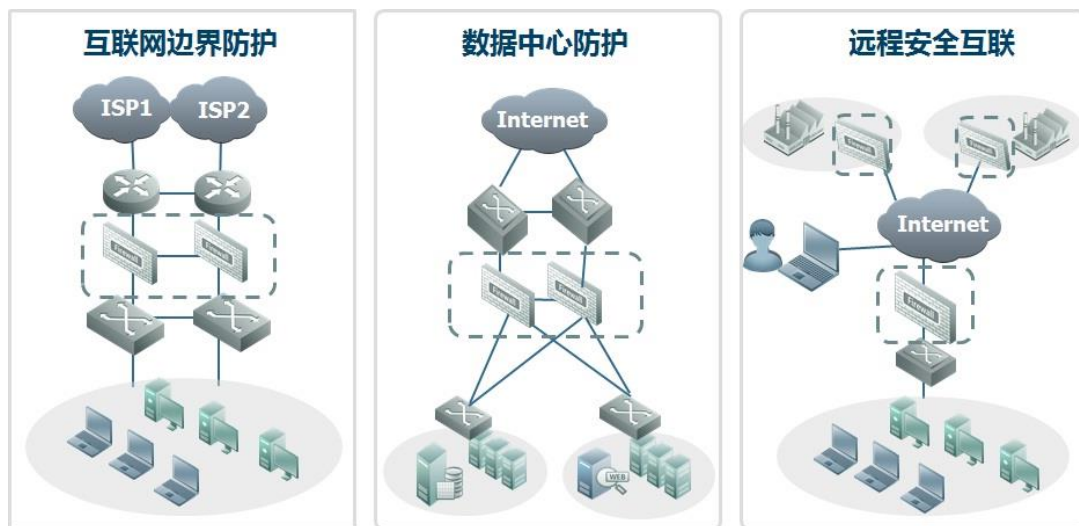 互联网边界防护
ISP1
ISP2
Firewall
Firewall
数据中心防护
Internet
Firewall
Firewall
WEB
远程安全互联
Firewall
Firewall
Internet
Firewall